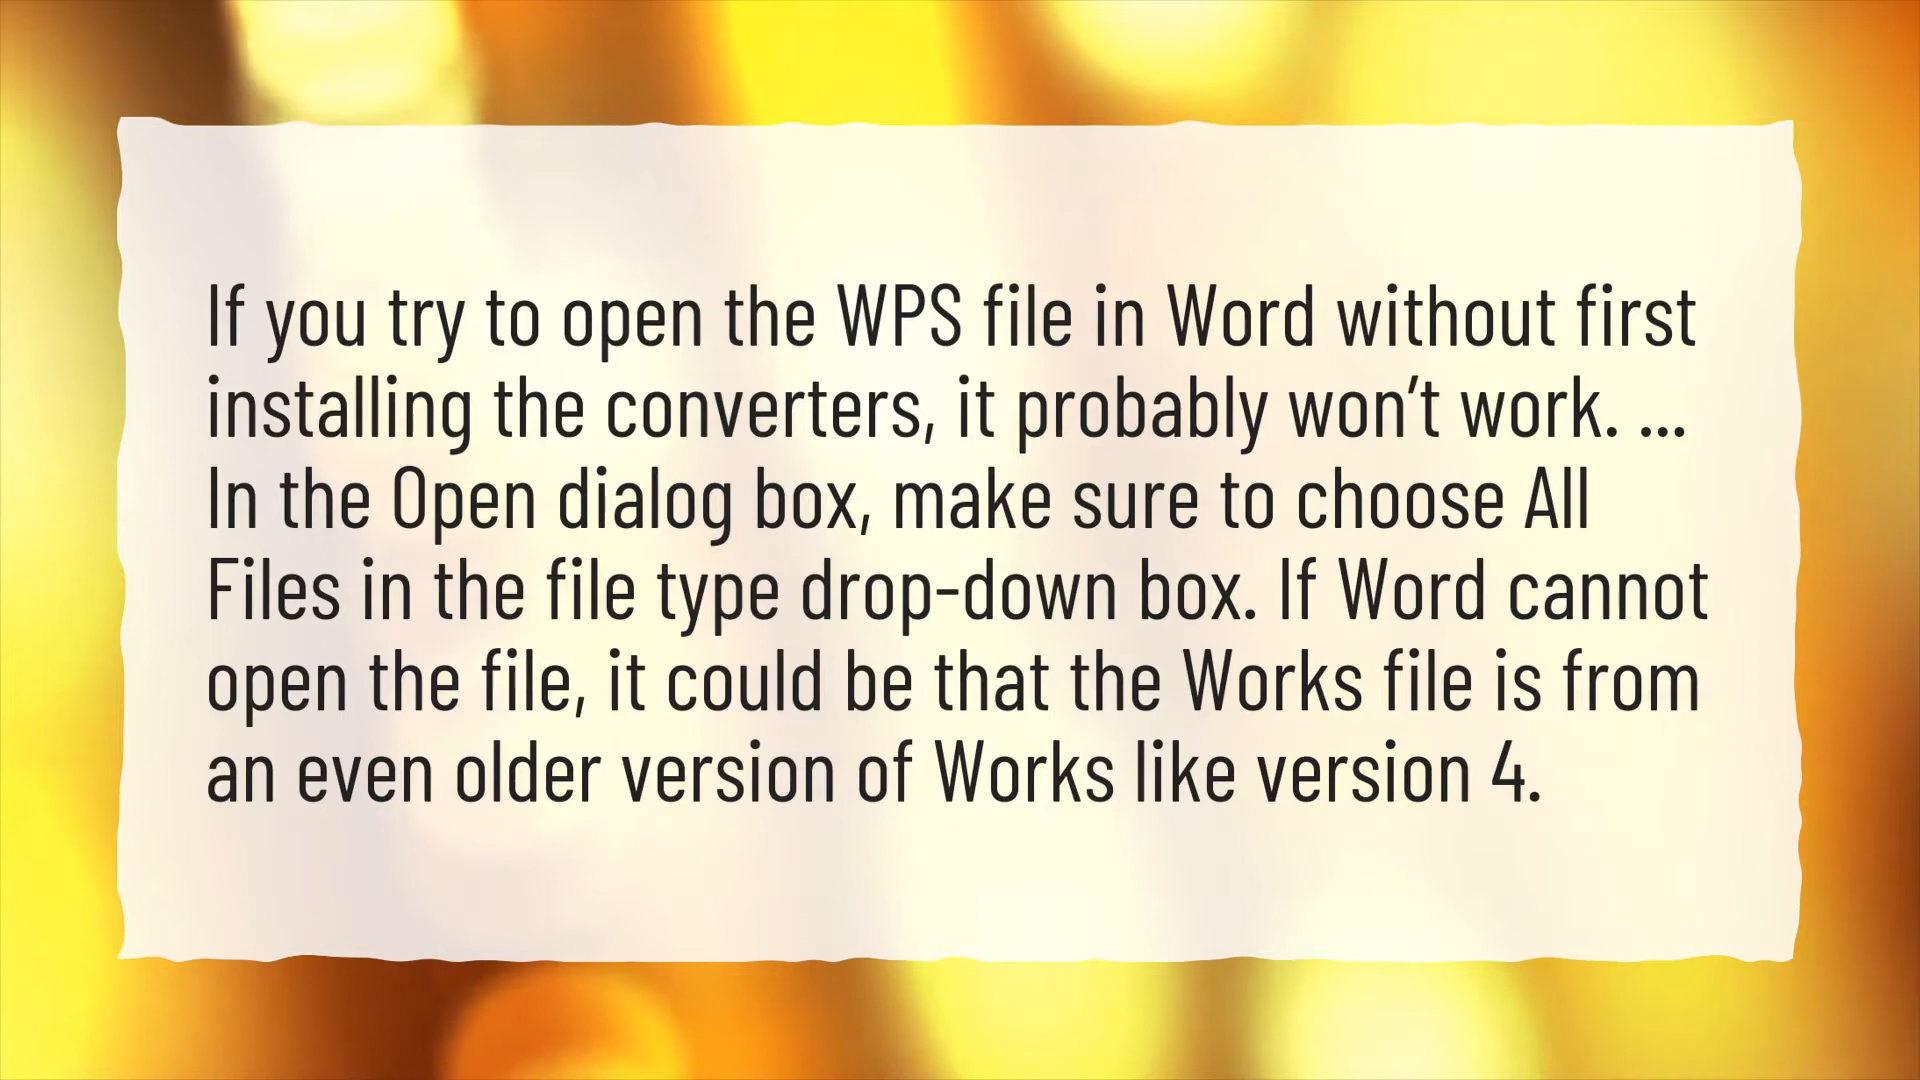 If you try to open the WPS file in Word without first
installing the converters, it probably won’t work. ...
In the Open dialog box, make sure to choose All
Files in the file type drop-down box. If Word cannot
open the file, it could be that the Works file is from
an even older version of Works like version 4.